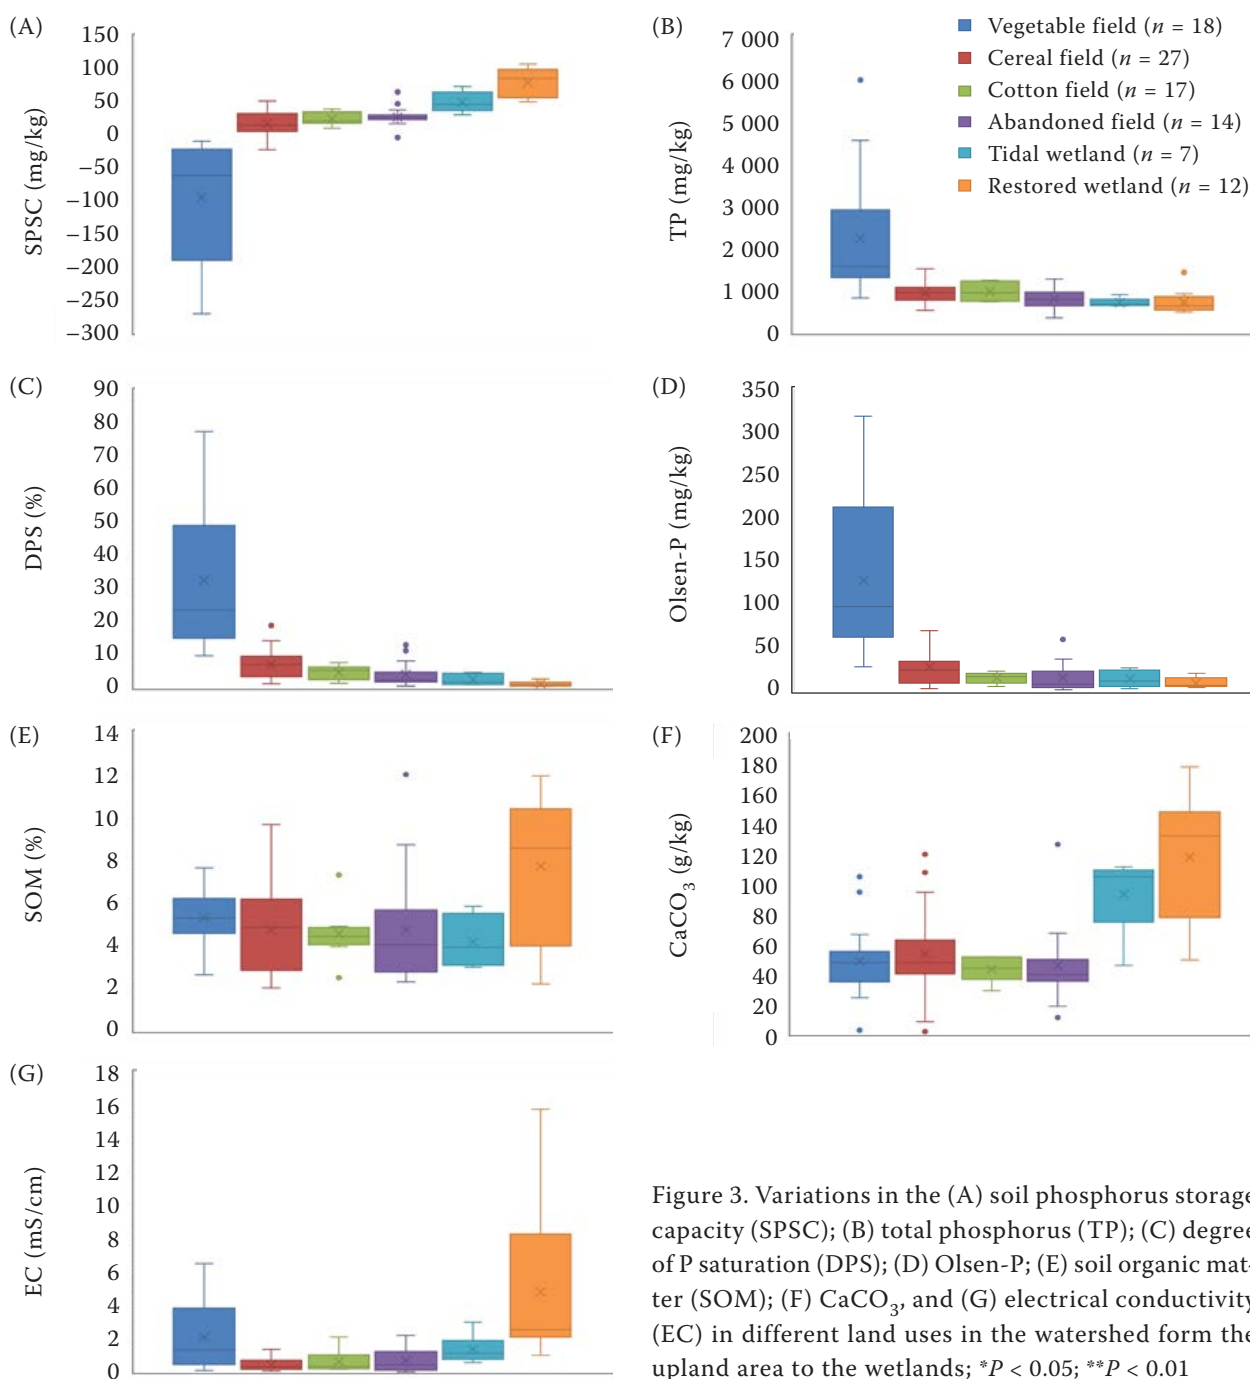 (A)
SPSC (mg/kg)
150
100
50
0
−50
−100
−150
−200
−250
−300
(B)
TP (mg/kg)
7 000
6 000
5 000
4 000
3 000
2 000
1 000
0
Vegetable field (n = 18)
Cereal field (n = 27)
Cotton field (n = 17)
Abandoned field (n = 14)
Tidal wetland (n = 7)
Restored wetland (n = 12)
(C)
DPS (%)
90
80
70
60
50
40
30
20
10
0
(D)
Olsen-P (mg/kg)
350
300
250
200
150
100
50
0
(E)
SOM (%)
14
12
10
8
6
4
2
0
(F)
CaCO₃ (g/kg)
200
180
160
140
120
100
80
60
40
20
0
(G)
EC (mS/cm)
18
16
14
12
10
8
6
4
2
0
Figure 3. Variations in the (A) soil phosphorus storage
capacity (SPSC); (B) total phosphorus (TP); (C) degree
of P saturation (DPS); (D) Olsen-P; (E) soil organic mat-
ter (SOM); (F) CaCO₃, and (G) electrical conductivity
(EC) in different land uses in the watershed form the
upland area to the wetlands; *P < 0.05; **P < 0.01